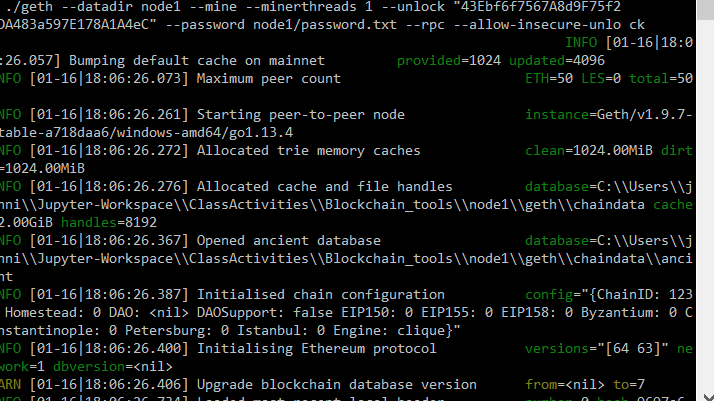 ./geth --datadir node1 --mine --minerthreads 1 --unlock "43Ebf6f7567A8d9F75f2
DA483a593E178A1A4eC" --password node1/password.txt --rpc --allow-insecure-unlo ck
INFO [01-16|18:0
:26.057] Bumping default cache on mainnet provided=1024 updated=4096
NFO [01-16|18:06:26.073] Maximum peer count ETH=50 LES=0 total=50
NFO [01-16|18:06:26.261] Starting peer-to-peer node instance=Geth/v1.9.7-
table-a718daa6/windows-amd64/go1.13.4
NFO [01-16|18:06:26.272] Allocated trie memory caches clean=1024.00MiB dirt
=1024.00MiB
NFO [01-16|18:06:26.276] Allocated cache and file handles database=C:\\Users\\j
nni\\Jupyter-Workspace\\ClassActivities\\Blockchain_tools\\node1\\geth\\chaindata cache
2.00GiB handles=8192
NFO [01-16|18:06:26.367] Opened ancient database database=C:\\Users\\j
nni\\Jupyter-Workspace\\ClassActivities\\Blockchain_tools\\node1\\geth\\chaindata\\anci
nt
NFO [01-16|18:06:26.387] Initialised chain configuration config="{ChainID: 123
Homestead: 0 DAO: <nil> DAOSupport: false EIP150: 0 EIP155: 0 EIP158: 0 Byzantium: 0 C
nstantinople: 0 Petersburg: 0 Istanbul: 0 Engine: clique}"
NFO [01-16|18:06:26.400] Initialising Ethereum protocol versions="[64 63]" ne
work=1 dbversion=<nil>
ARN [01-16|18:06:26.406] Upgrade blockchain database version from=<nil> to=7